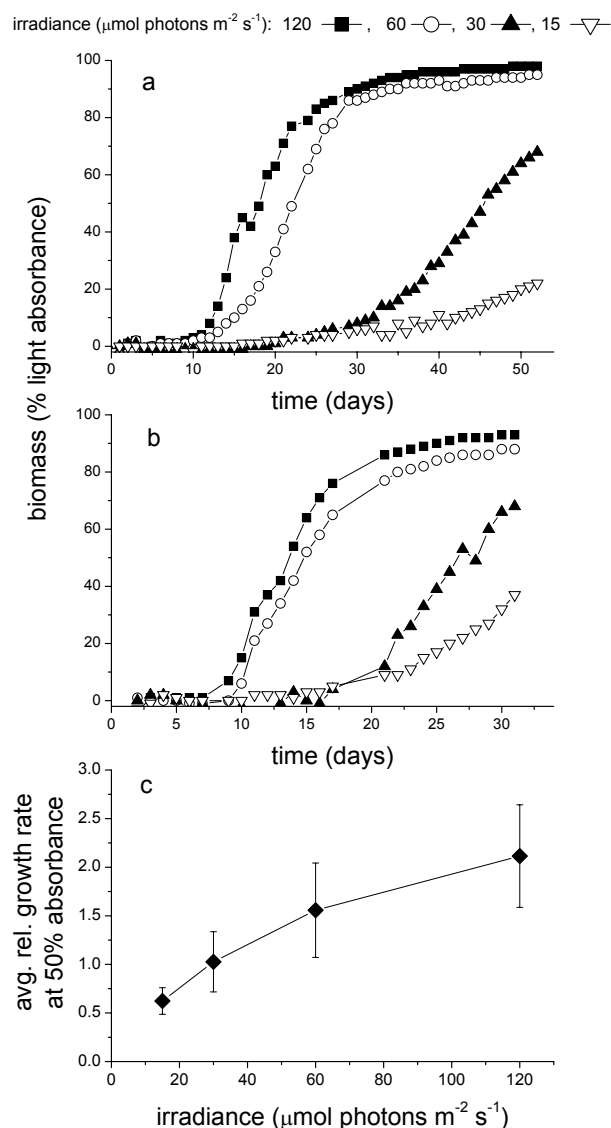 irradiance (μmol photons m⁻² s⁻¹): 120 –■–, 60 –○–, 30 –▲–, 15 –▽–
a
100
80
60
40
20
0
0 10 20 30 40 50
time (days)
biomass (% light absorbance)
b
100
80
60
40
20
0
0 5 10 15 20 25 30
time (days)
c
3.0
2.5
2.0
1.5
1.0
0.5
0.0
avg. rel. growth rate
at 50% absorbance
0 20 40 60 80 100 120
irradiance (μmol photons m⁻² s⁻¹)